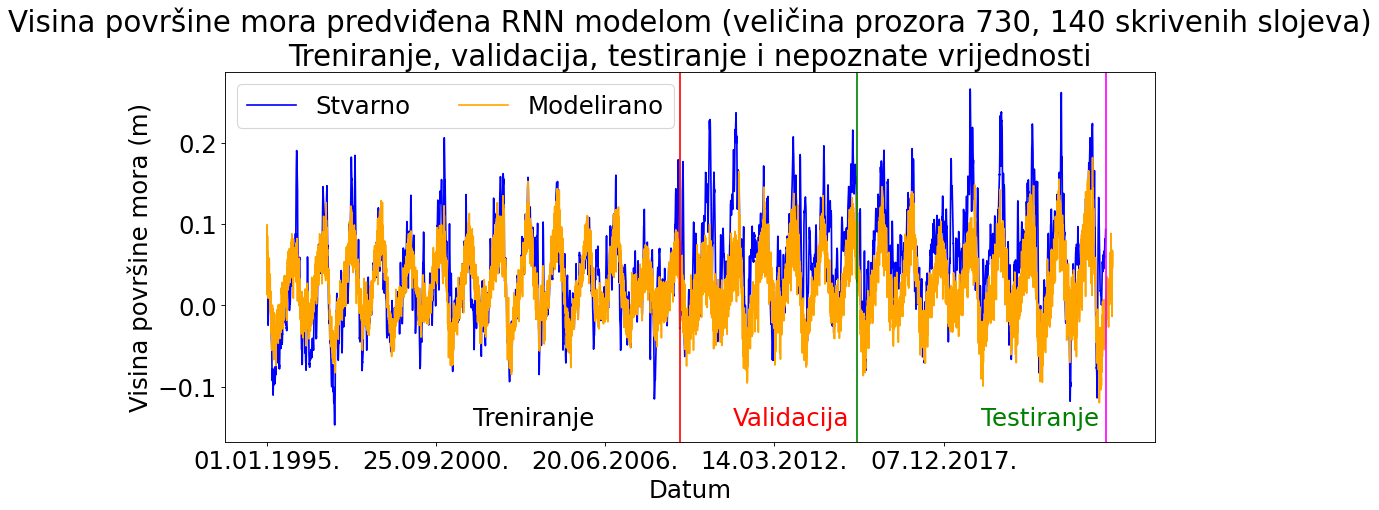 Visina površine mora predviđena RNN modelom (veličina prozora 730, 140 skrivenih slojeva)
Treniranje, validacija, testiranje i nepoznate vrijednosti
Stvarno Modelirano
Visina površine mora (m)
0.2
0.1
0.0
−0.1
Treniranje Validacija Testiranje
01.01.1995. 25.09.2000. 20.06.2006. 14.03.2012. 07.12.2017.
Datum